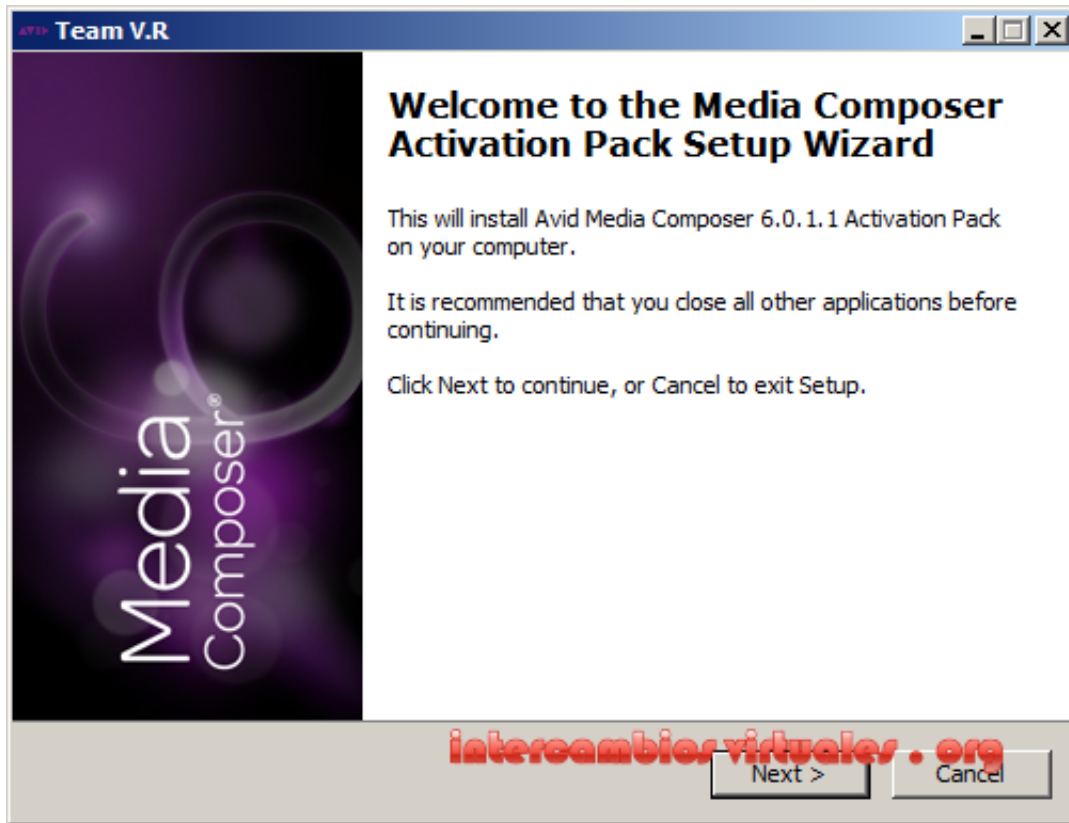 AVID Team V.R
Welcome to the Media Composer
Activation Pack Setup Wizard
This will install Avid Media Composer 6.0.1.1 Activation Pack
on your computer.
It is recommended that you close all other applications before
continuing.
Click Next to continue, or Cancel to exit Setup.
Media
Composer®
intercambiosvirtuales.org
Next >
Cancel